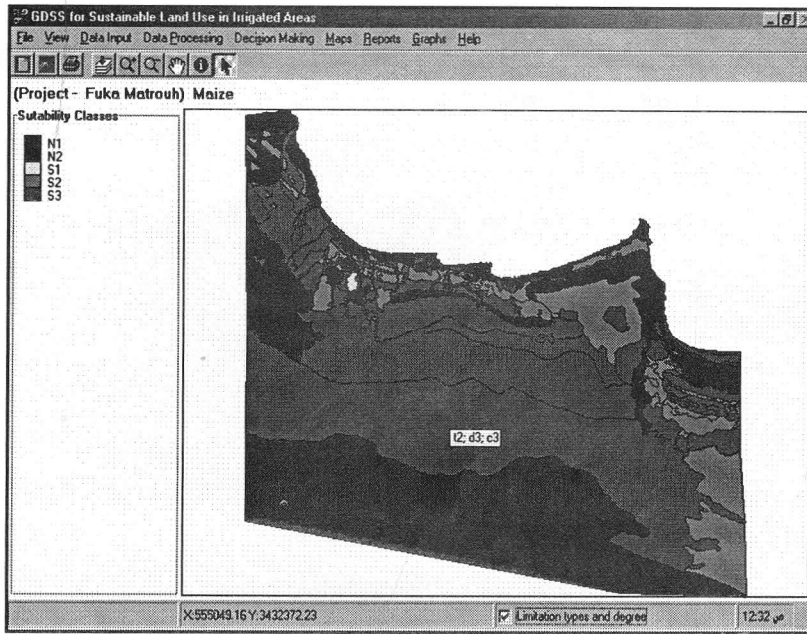 GDSS for Sustainable Land Use in Irrigated Areas
File View Data Input Data Processing Decision Making Maps Reports Graphs Help
(Project - Fuka Matrouh) Maize
Sutability Classes
N1
N2
S1
S2
S3
t2; d3; c3
X:555049.16 Y:3432372.23 Limitation types and degree 12:32 ص